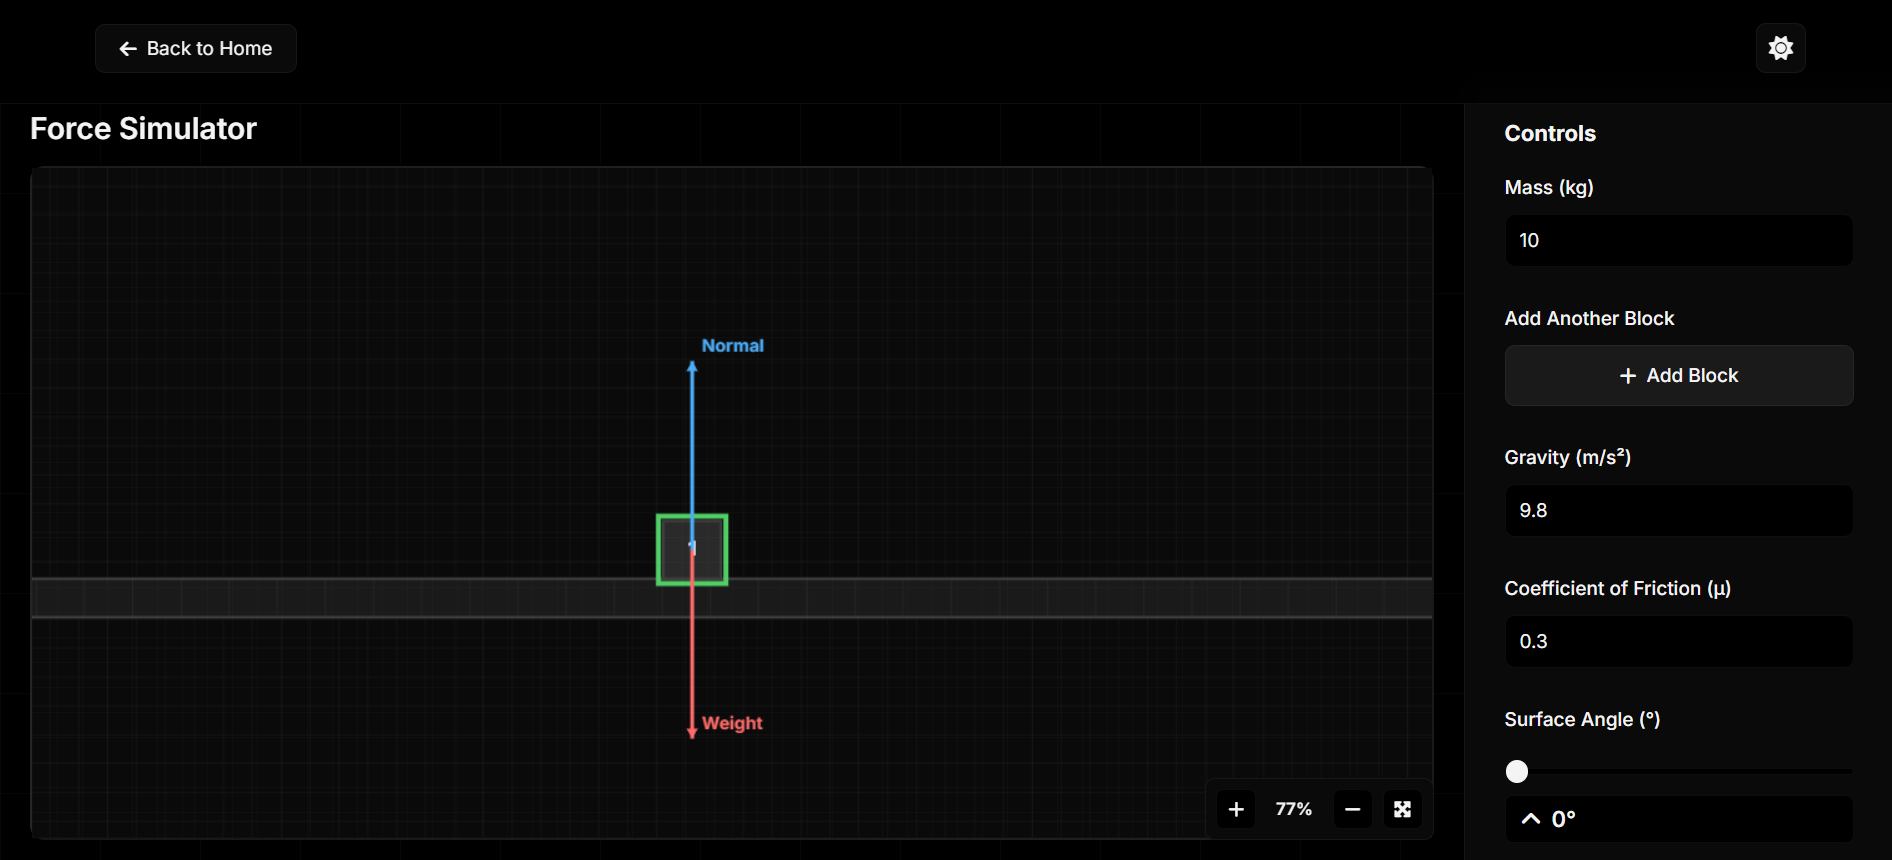 Back to Home
Force Simulator
Normal
1
Weight
77%
Controls
Mass (kg)
10
Add Another Block
Add Block
Gravity (m/s²)
9.8
Coefficient of Friction (μ)
0.3
Surface Angle (°)
0°